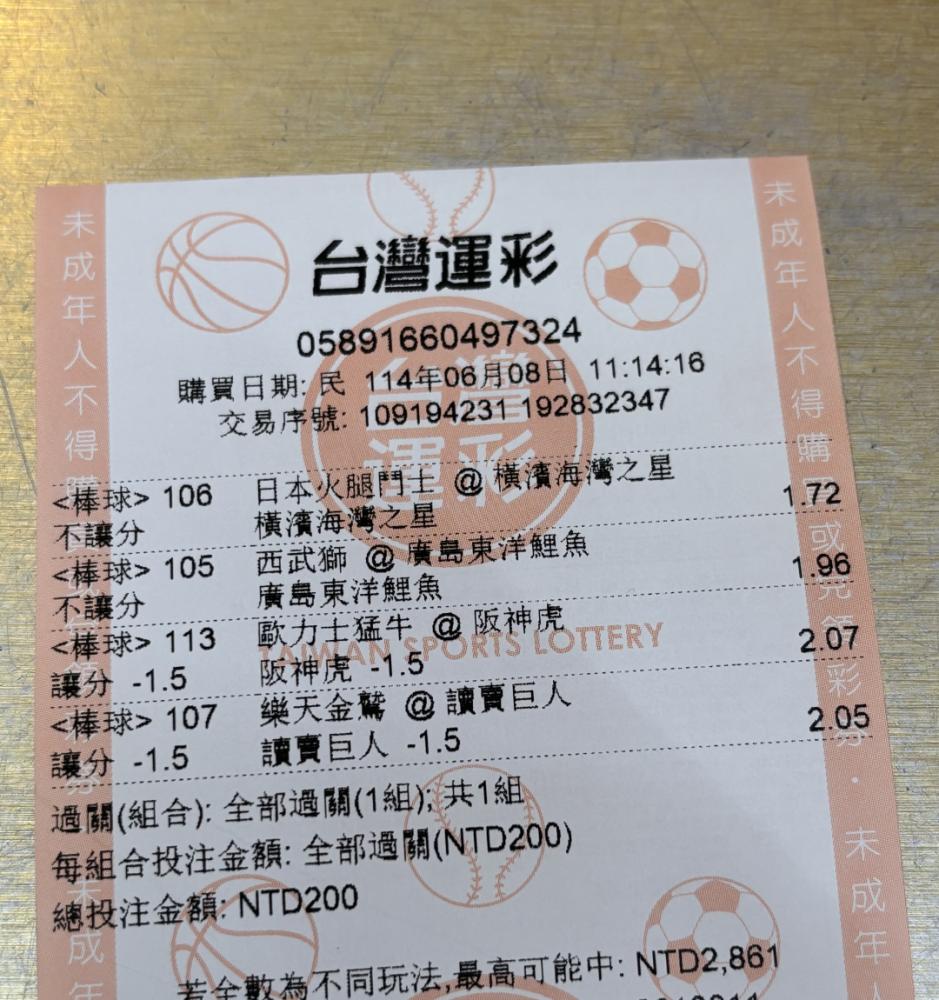 台灣運彩
05891660497324
購買日期: 民 114年06月08日 11:14:16
交易序號: 109194231 192832347
<棒球> 106 日本火腿鬥士 @ 橫濱海灣之星
不讓分 橫濱海灣之星 1.72
<棒球> 105 西武獅 @ 廣島東洋鯉魚
不讓分 廣島東洋鯉魚 1.96
<棒球> 113 歐力士猛牛 @ 阪神虎
讓分 -1.5 阪神虎 -1.5 2.07
<棒球> 107 樂天金鷲 @ 讀賣巨人
讓分 -1.5 讀賣巨人 -1.5 2.05
過關(組合): 全部過關(1組); 共1組
每組合投注金額: 全部過關(NTD200)
總投注金額: NTD200
若全數為不同玩法,最高可能中: NTD2,861
台灣運彩
TAIWAN SPORTS LOTTERY
未成年人不得購
未成年人不得購 或兌領彩券・未成年人
未成年